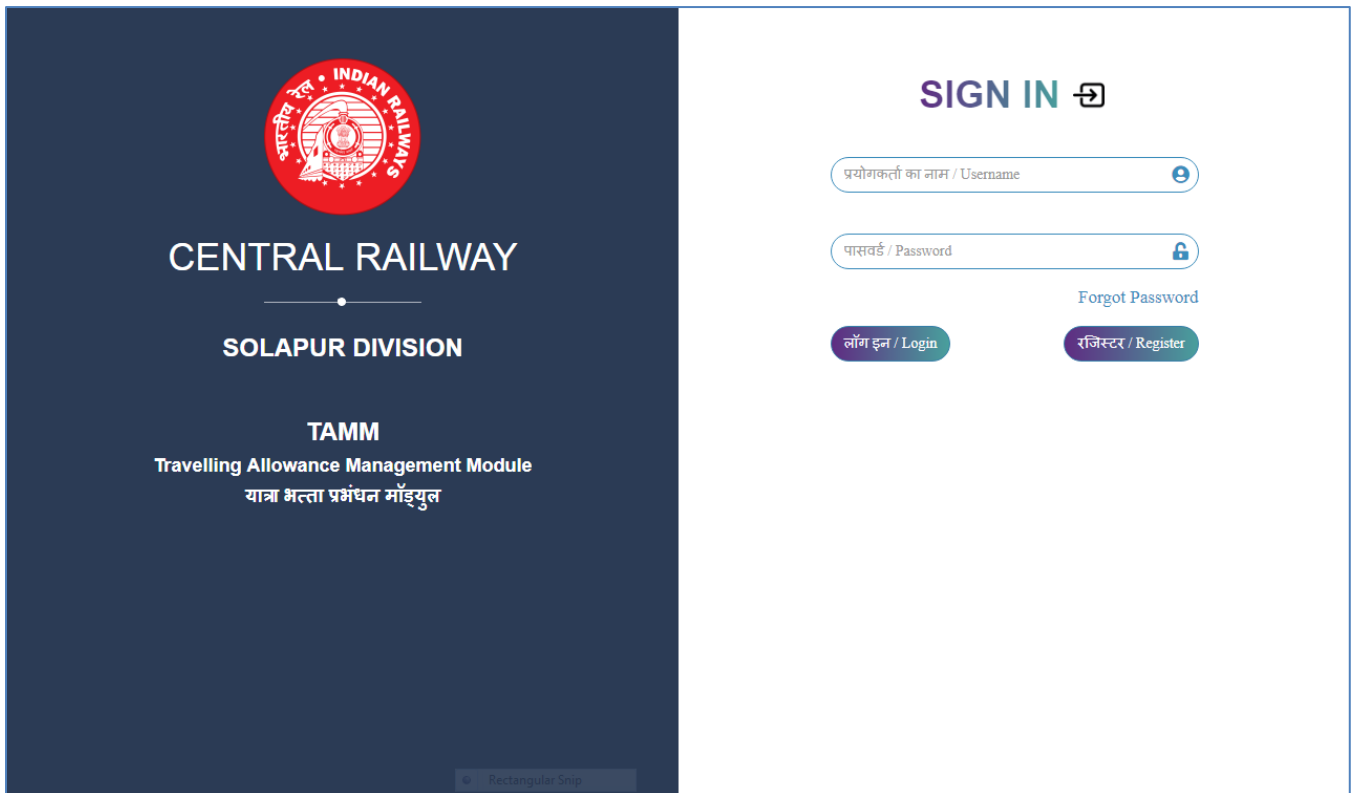 भारतीय रेल • INDIAN RAILWAYS
CENTRAL RAILWAY
SOLAPUR DIVISION
TAMM
Travelling Allowance Management Module
यात्रा भत्ता प्रभंधन मॉड्युल
Rectangular Snip
SIGN IN
प्रयोगकर्ता का नाम / Username
पासवर्ड / Password
Forgot Password
लॉग इन / Login
रजिस्टर / Register